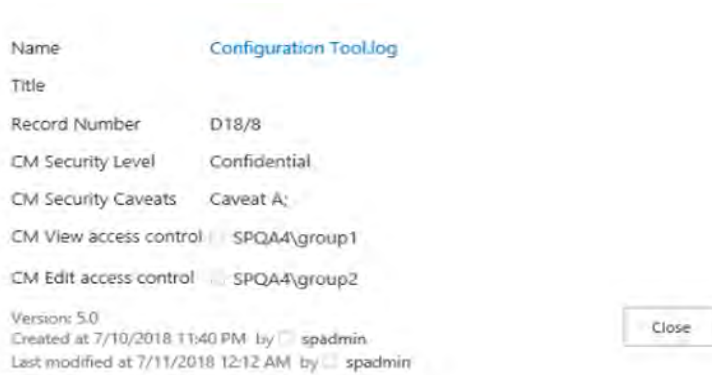 Name Configuration Tool.log
Title
Record Number D18/8
CM Security Level Confidential
CM Security Caveats Caveat A;
CM View access control SPQA4\group1
CM Edit access control SPQA4\group2
Version: 5.0
Created at 7/10/2018 11:40 PM by spadmin
Close
Last modified at 7/11/2018 12:12 AM by spadmin